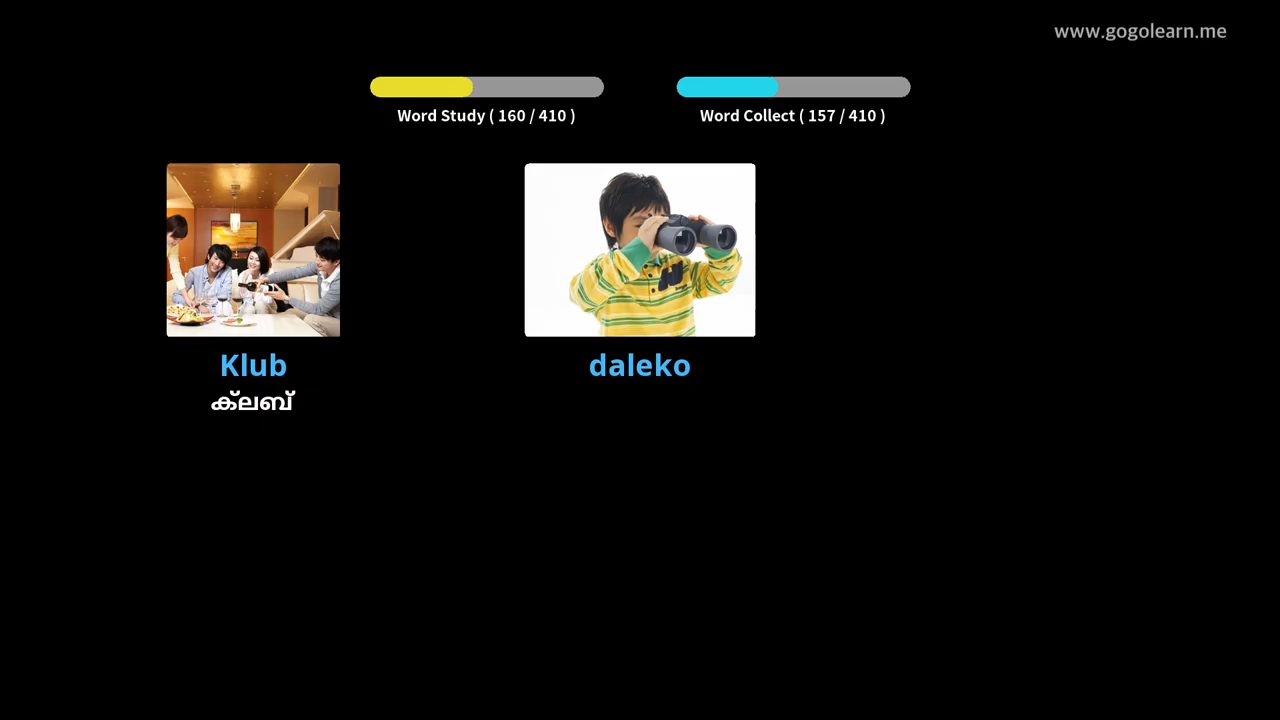 www.gogolearn.me
Word Study ( 160 / 410 )
Word Collect ( 157 / 410 )
Klub
ക്ലബ്
daleko